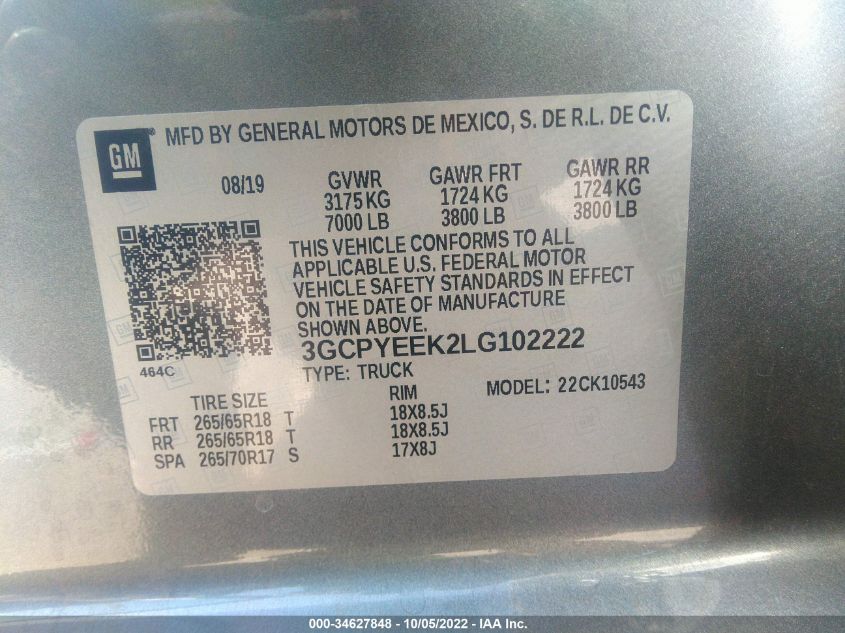 GM ® MFD BY GENERAL MOTORS DE MEXICO, S. DE R.L. DE C.V.
08/19 GVWR GAWR FRT GAWR RR
3175 KG 1724 KG 1724 KG
7000 LB 3800 LB 3800 LB
THIS VEHICLE CONFORMS TO ALL
APPLICABLE U.S. FEDERAL MOTOR
VEHICLE SAFETY STANDARDS IN EFFECT
ON THE DATE OF MANUFACTURE
SHOWN ABOVE.
3GCPYEEK2LG102222
464C
TYPE: TRUCK MODEL: 22CK10543
TIRE SIZE RIM
FRT 265/65R18 T 18X8.5J
RR 265/65R18 T 18X8.5J
SPA 265/70R17 S 17X8J
000-34627848 - 10/05/2022 - IAA Inc.